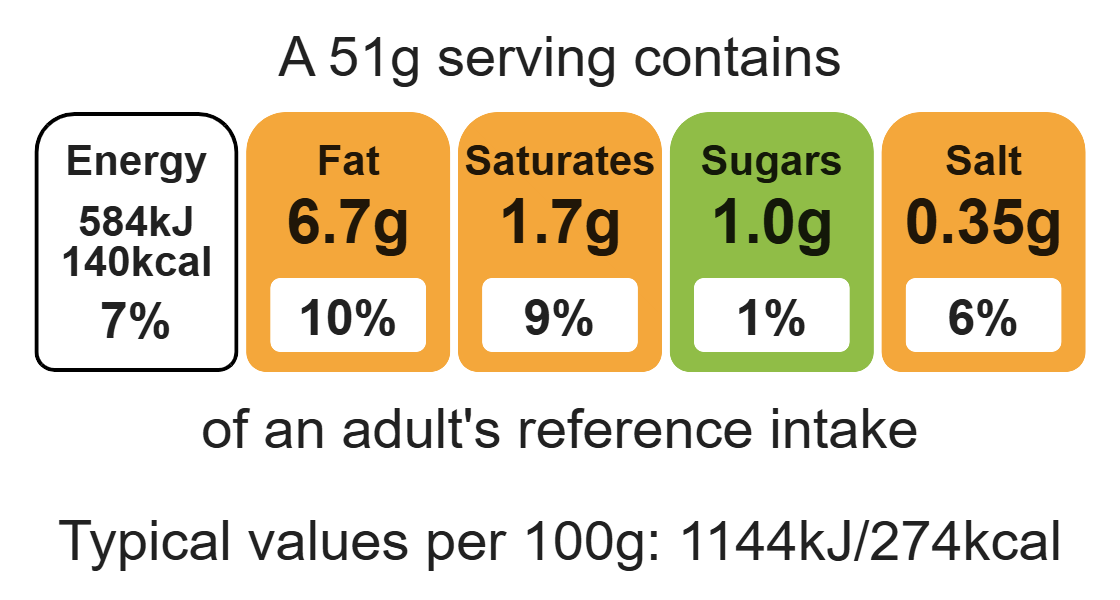 A 51g serving contains
Energy
584kJ
140kcal
7%
Fat
6.7g
10%
Saturates
1.7g
9%
Sugars
1.0g
1%
Salt
0.35g
6%
of an adult's reference intake
Typical values per 100g: 1144kJ/274kcal